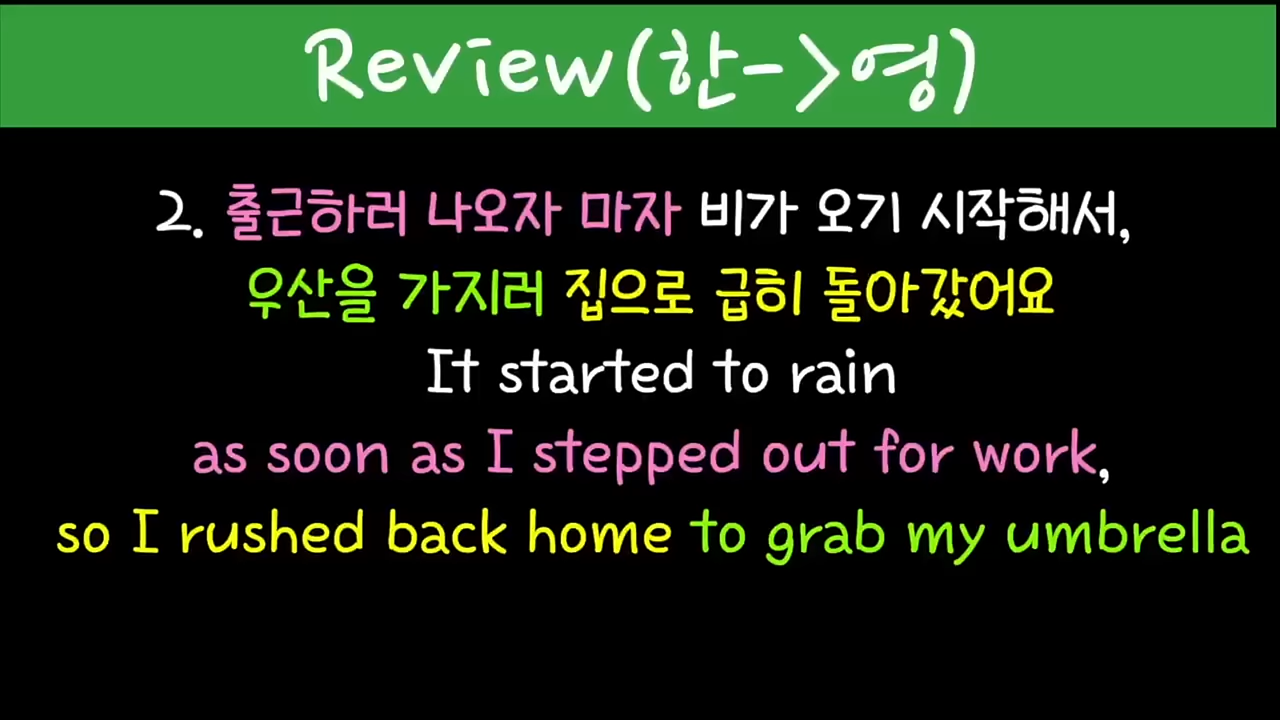 Review(한->영)
2. 출근하러 나오자 마자 비가 오기 시작해서,
우산을 가지러 집으로 급히 돌아갔어요
It started to rain
as soon as I stepped out for work,
so I rushed back home to grab my umbrella